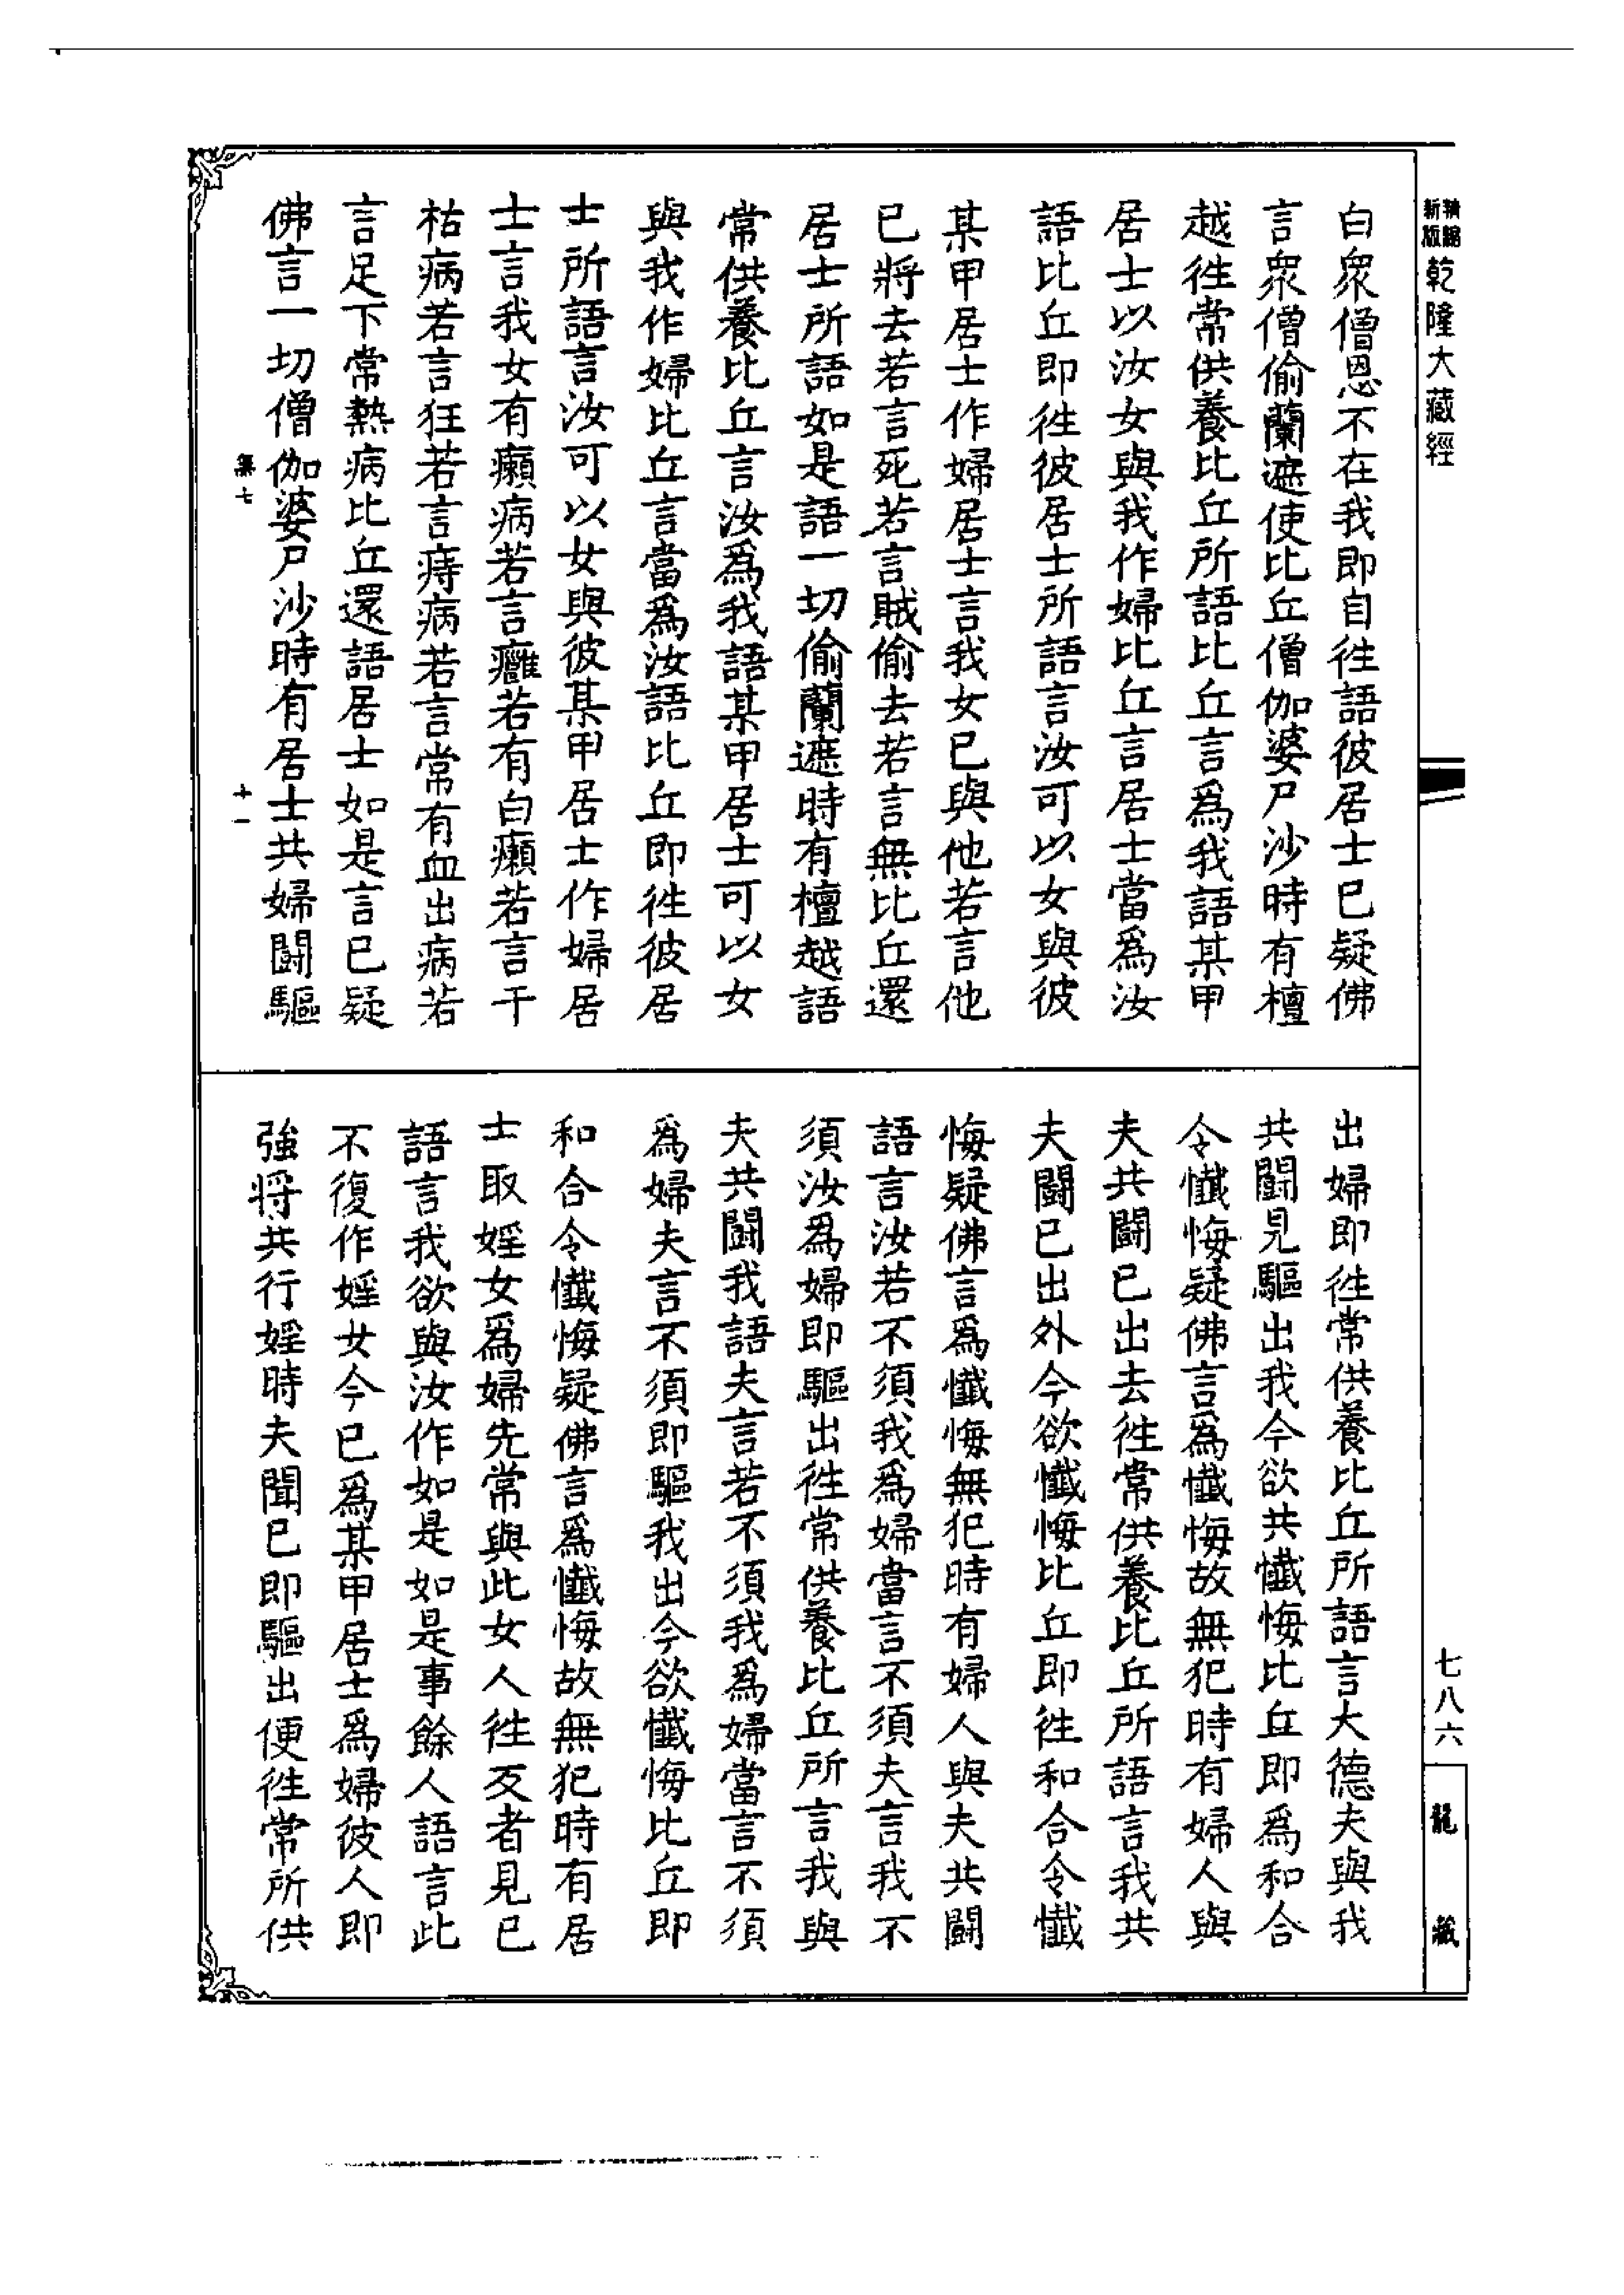 精縮
新版
乾隆大藏經
白衆僧恩不在我即自往語彼居士已疑佛
言衆僧偷蘭遮使比丘僧伽婆尸沙時有檀
越往常供養比丘所語比丘言爲我語某甲
居士以汝女與我作婦比丘言居士當爲汝
語比丘即往彼居士所語言汝可以女與彼
某甲居士作婦居士言我女已與他若言他
已將去若言死若言賊偷去若言無比丘還
居士所語如是語一切偷蘭遮時有檀越語
常供養比丘言汝爲我語某甲居士可以女
與我作婦比丘言當爲汝語比丘即往彼居
士所語言汝可以女與彼某甲居士作婦居
士言我女有癩病若言癰若有白癩若言干
枯病若言狂若言痔病若言常有血出病若
言足下常熱病比丘還語居士如是言已疑
佛言一切僧伽婆尸沙時有居士共婦鬪驅
集七
十一
出婦即往常供養比丘所語言大德夫與我
共鬪見驅出我今欲共懺悔比丘即爲和合
令懺悔疑佛言爲懺悔故無犯時有婦人與
夫共鬪已出去往常供養比丘所語言我共
夫鬪已出外今欲懺悔比丘即往和合令懺
悔疑佛言爲懺悔無犯時有婦人與夫共鬪
語言汝若不須我爲婦當言不須夫言我不
須汝爲婦即驅出往常供養比丘所言我與
夫共鬪我語夫言若不須我爲婦當言不須
爲婦夫言不須即驅我出今欲懺悔比丘即
和合令懺悔疑佛言爲懺悔故無犯時有居
士取婬女爲婦先常與此女人往反者見已
語言我欲與汝作如是如是事餘人語言此
不復作婬女今已爲某甲居士爲婦彼人即
強將共行婬時夫聞已即驅出便往常所供
七八六
龍藏